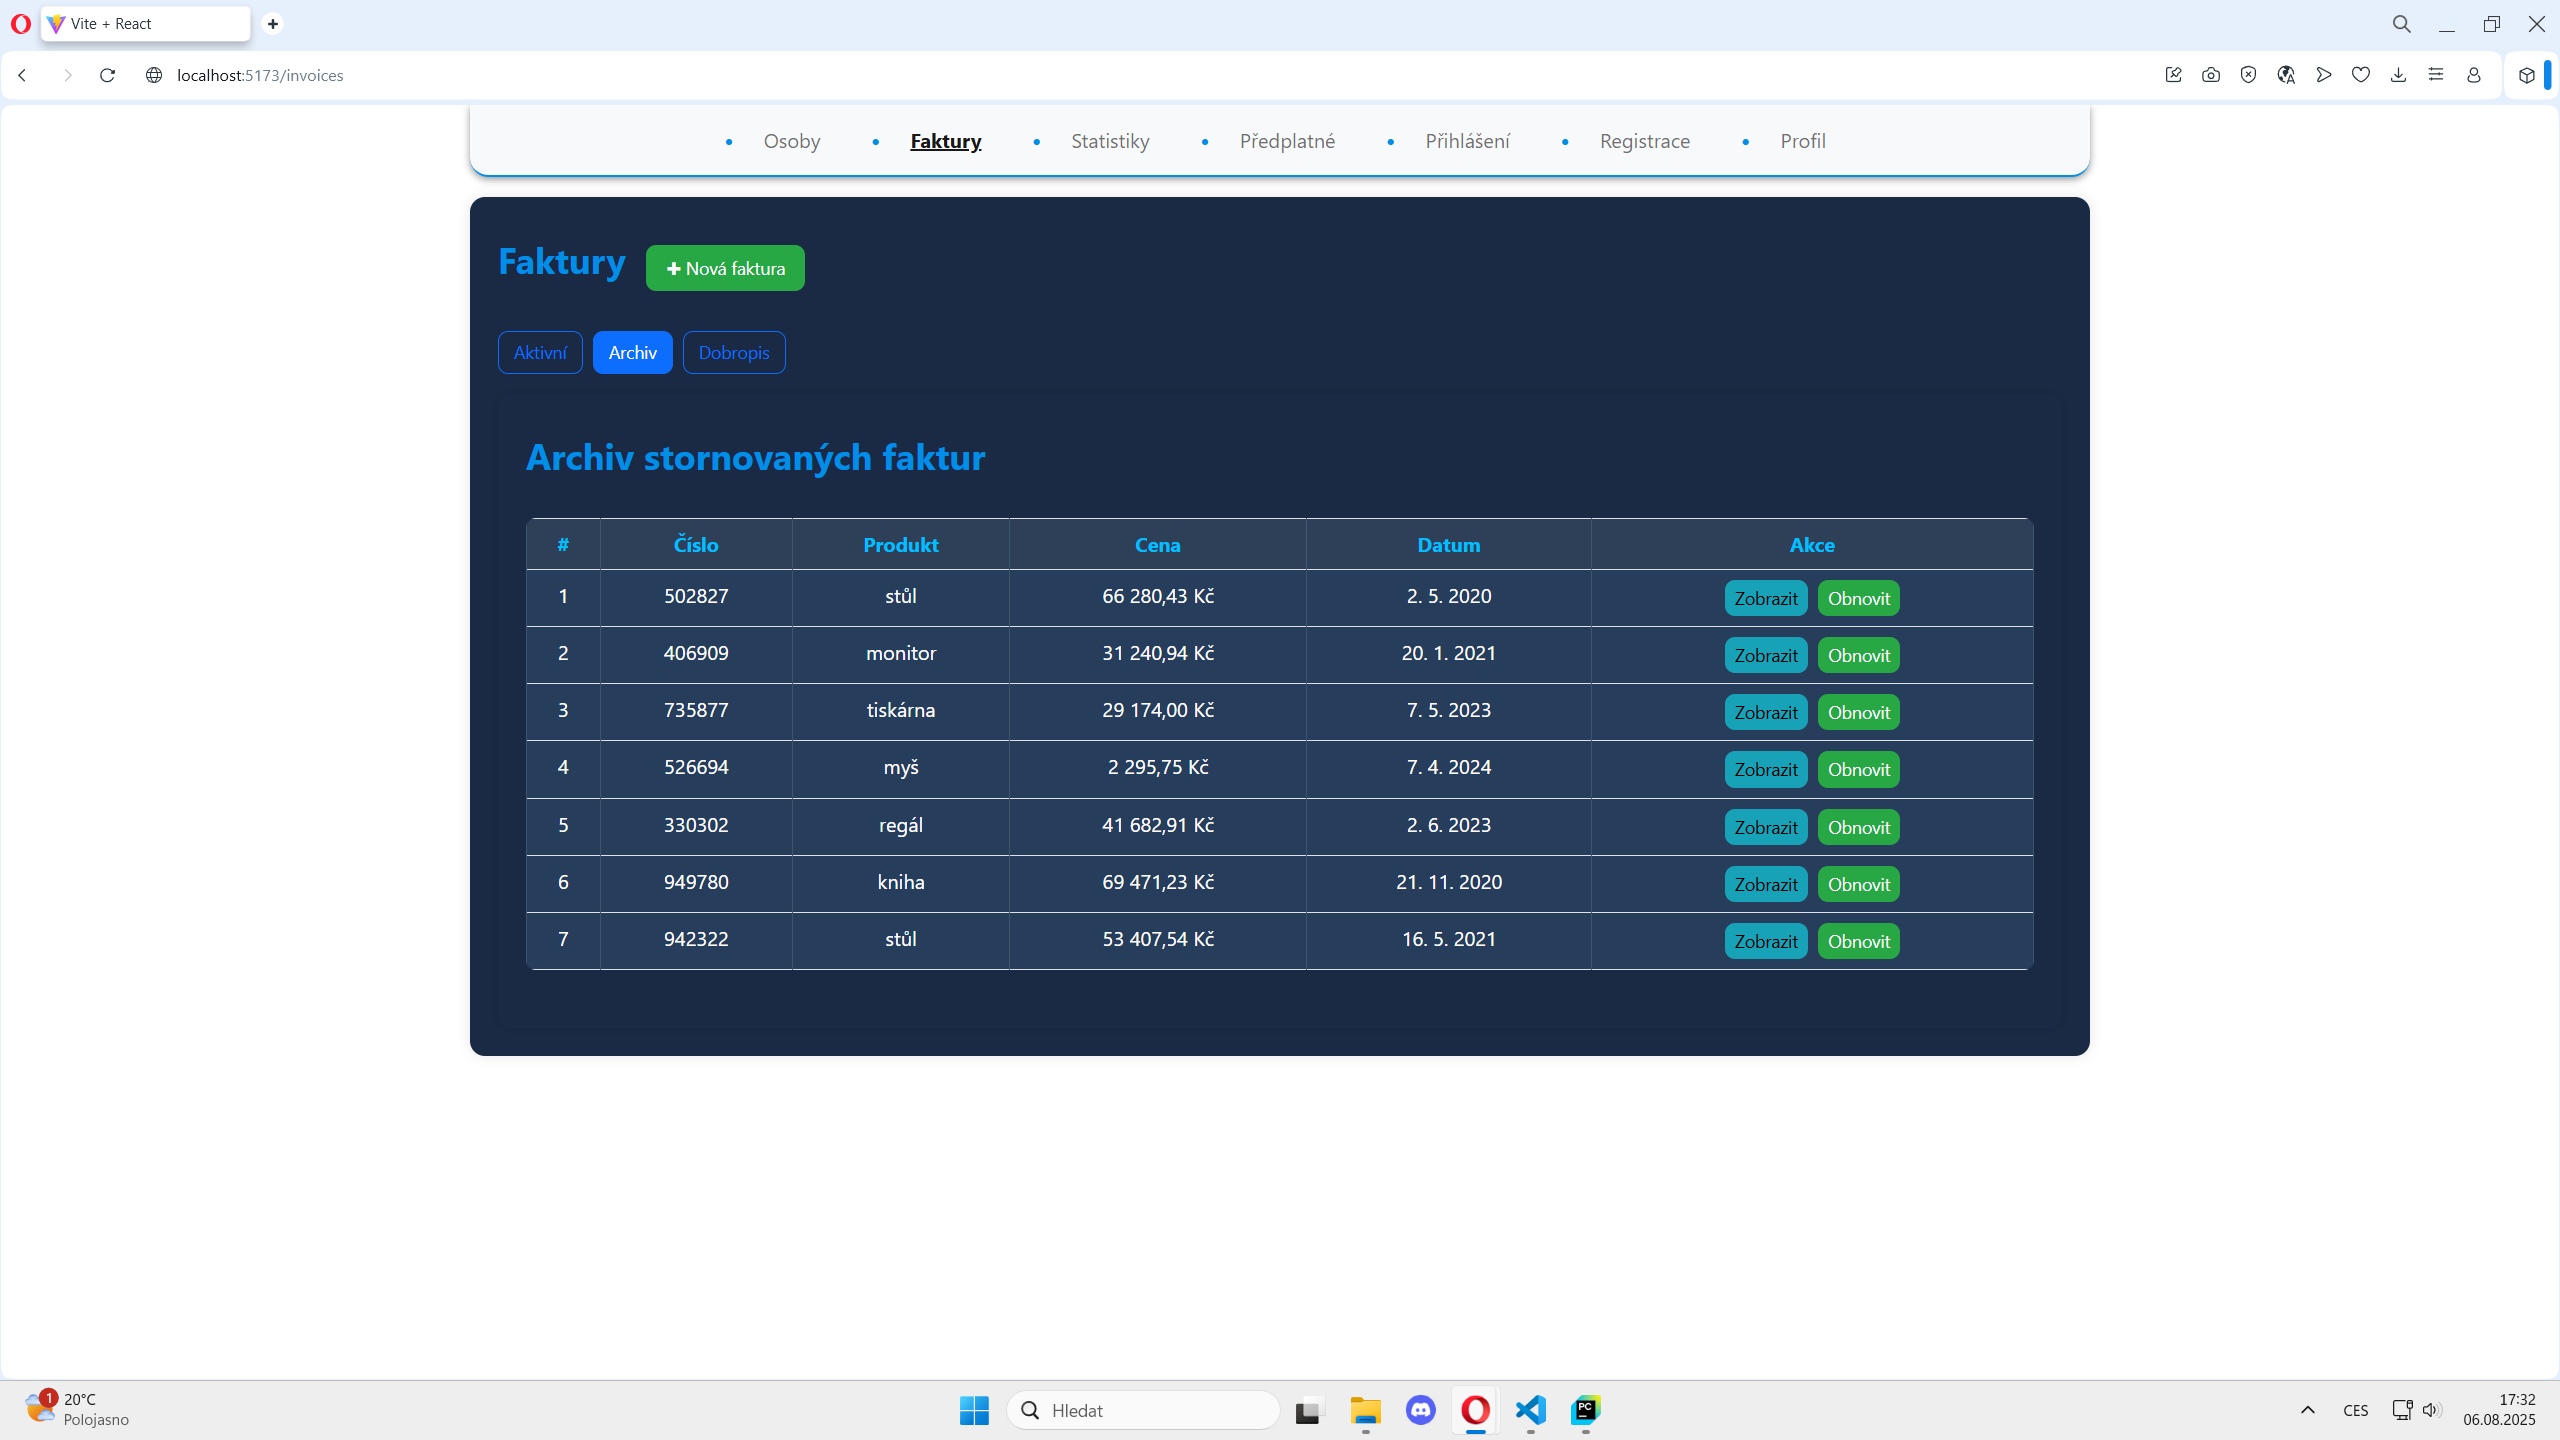 Vite + React
localhost:5173/invoices
Osoby Faktury Statistiky Předplatné Přihlášení Registrace Profil
Faktury + Nová faktura
Aktivní Archiv Dobropis
Archiv stornovaných faktur
# Číslo Produkt Cena Datum Akce
1 502827 stůl 66 280,43 Kč 2. 5. 2020 Zobrazit Obnovit
2 406909 monitor 31 240,94 Kč 20. 1. 2021 Zobrazit Obnovit
3 735877 tiskárna 29 174,00 Kč 7. 5. 2023 Zobrazit Obnovit
4 526694 myš 2 295,75 Kč 7. 4. 2024 Zobrazit Obnovit
5 330302 regál 41 682,91 Kč 2. 6. 2023 Zobrazit Obnovit
6 949780 kniha 69 471,23 Kč 21. 11. 2020 Zobrazit Obnovit
7 942322 stůl 53 407,54 Kč 16. 5. 2021 Zobrazit Obnovit
1 20°C
Polojasno
Hledat
PC
CES
17:32
06.08.2025